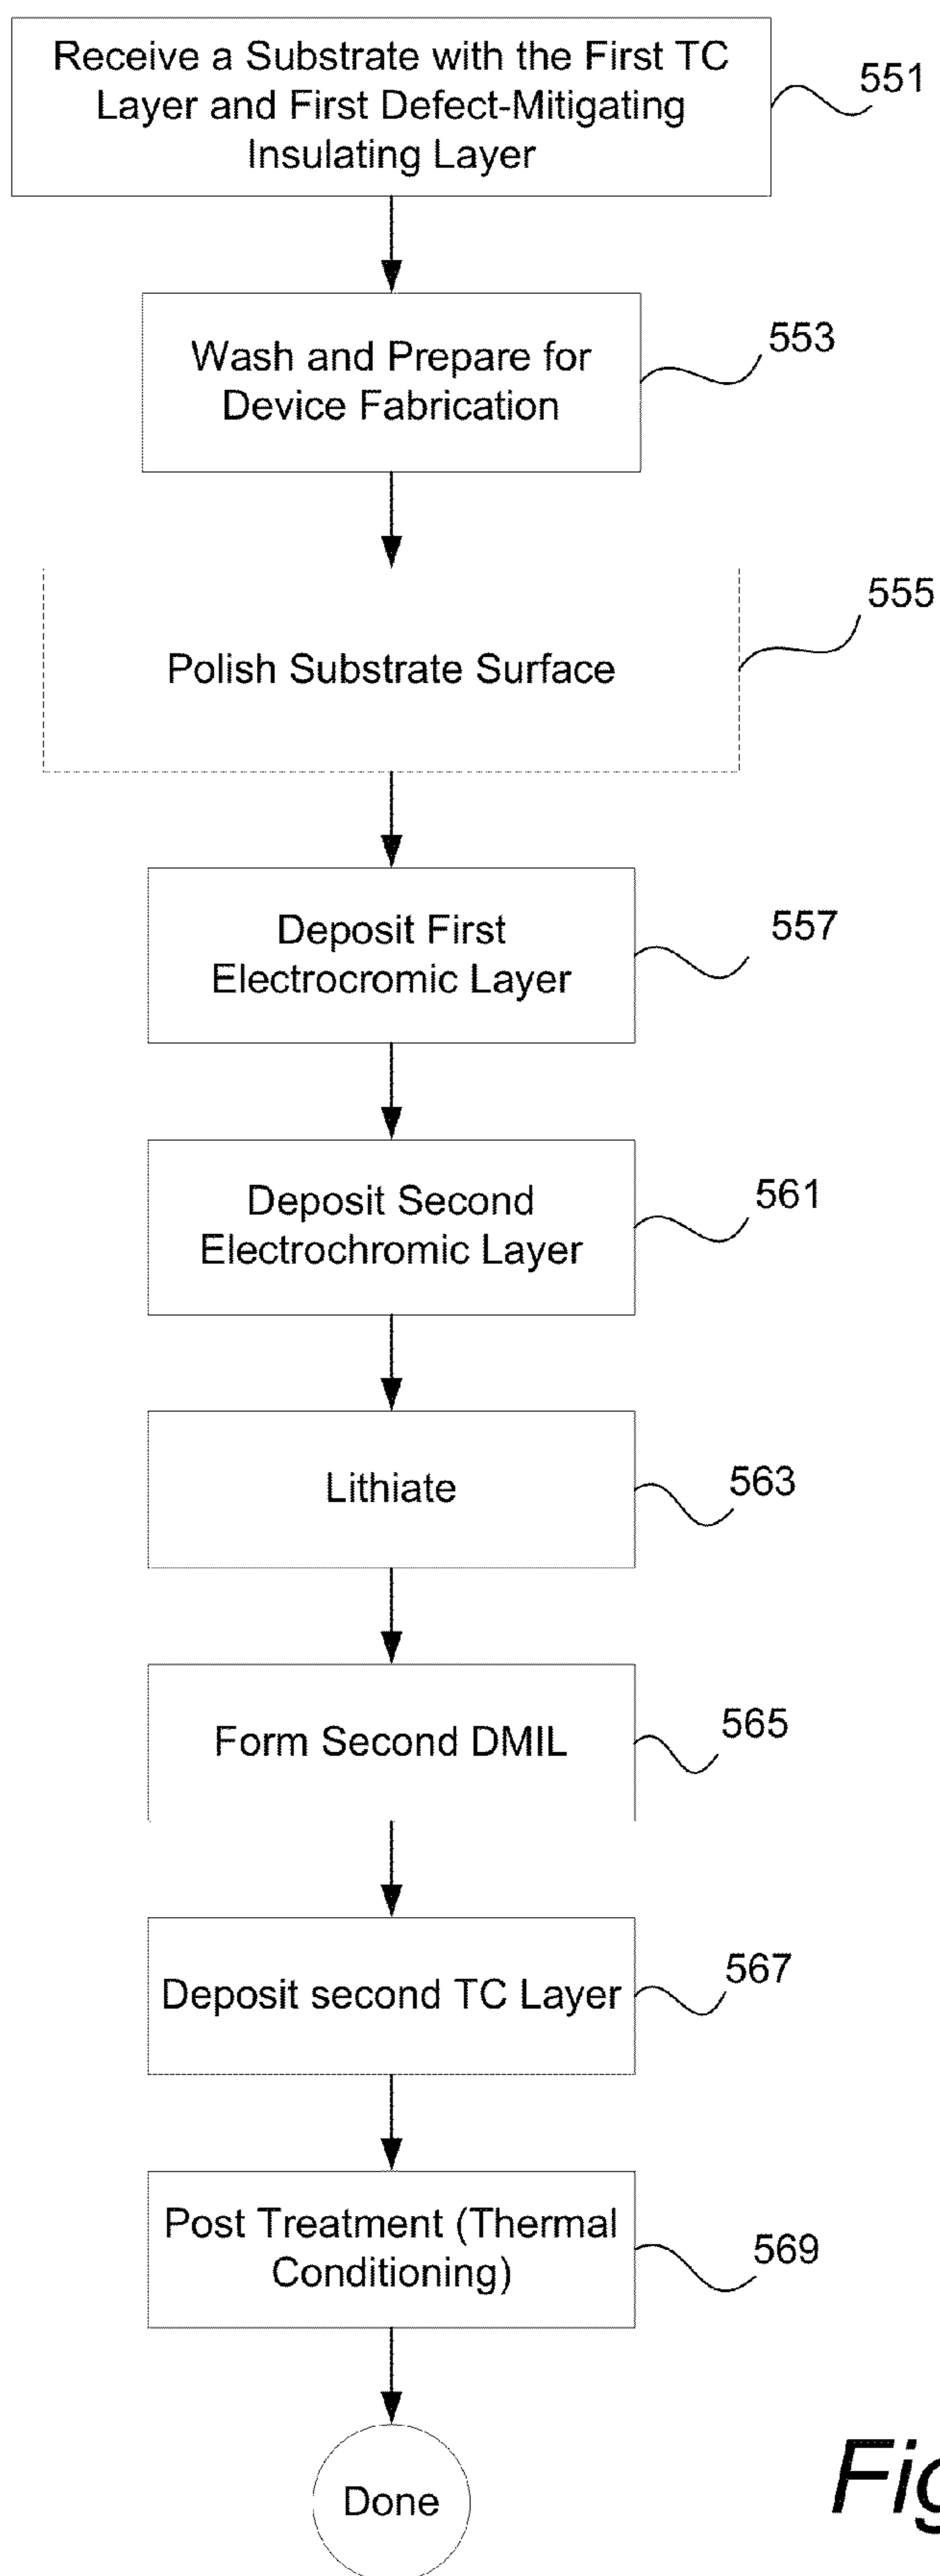 Receive a Substrate with the First TC
Layer and First Defect-Mitigating
Insulating Layer
551
Wash and Prepare for
Device Fabrication
553
Polish Substrate Surface
555
Deposit First
Electrocromic Layer
557
Deposit Second
Electrochromic Layer
561
Lithiate
563
Form Second DMIL
565
Deposit second TC Layer
567
Post Treatment (Thermal
Conditioning)
569
Done
Fig